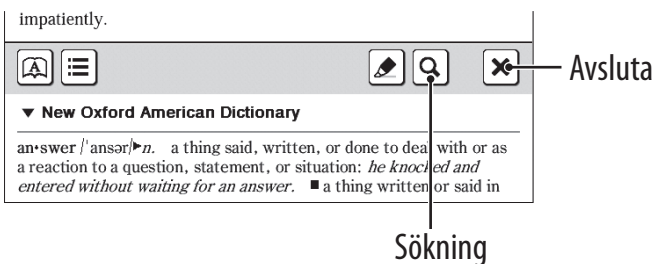 impatiently.
A
Avsluta
▼ New Oxford American Dictionary
an•swer /ˈansər/▶n. a thing said, written, or done to deal with or as
a reaction to a question, statement, or situation: he knocked and
entered without waiting for an answer. ■ a thing written or said in
Sökning